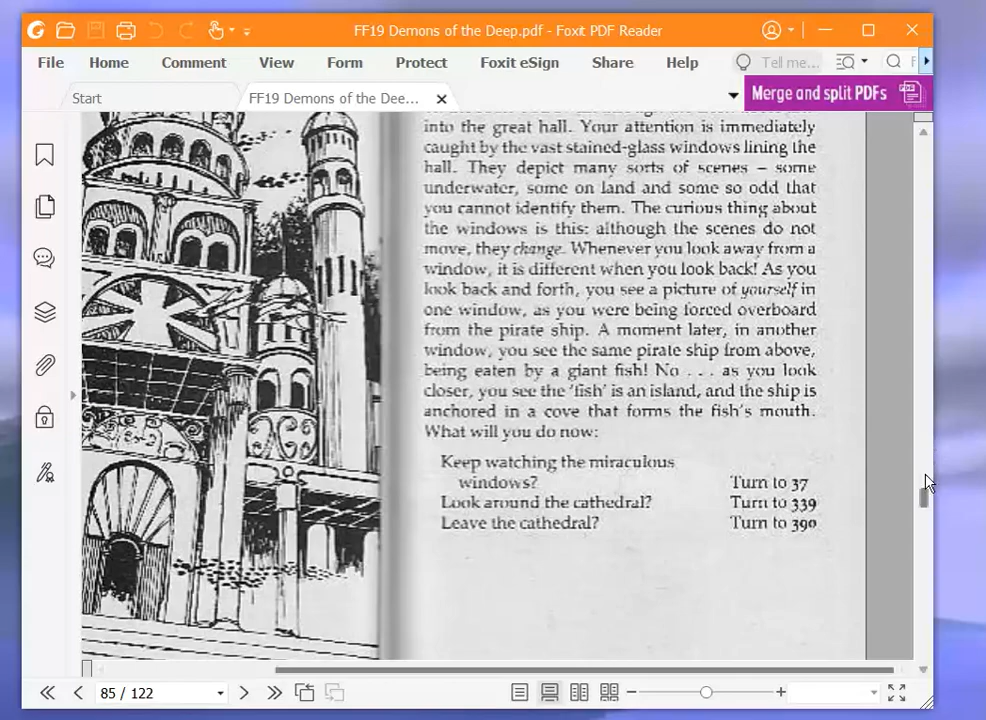 FF19 Demons of the Deep.pdf - Foxit PDF Reader
File Home Comment View Form Protect Foxit eSign Share Help Tell me... F
Start FF19 Demons of the Dee... Merge and split PDFs
into the great hall. Your attention is immediately
caught by the vast stained-glass windows lining the
hall. They depict many sorts of scenes – some
underwater, some on land and some so odd that
you cannot identify them. The curious thing about
the windows is this: although the scenes do not
move, they change. Whenever you look away from a
window, it is different when you look back! As you
look back and forth, you see a picture of yourself in
one window, as you were being forced overboard
from the pirate ship. A moment later, in another
window, you see the same pirate ship from above,
being eaten by a giant fish! No . . . as you look
closer, you see the ‘fish’ is an island, and the ship is
anchored in a cove that forms the fish’s mouth.
What will you do now:
Keep watching the miraculous
windows? Turn to 37
Look around the cathedral? Turn to 339
Leave the cathedral? Turn to 390
85 / 122